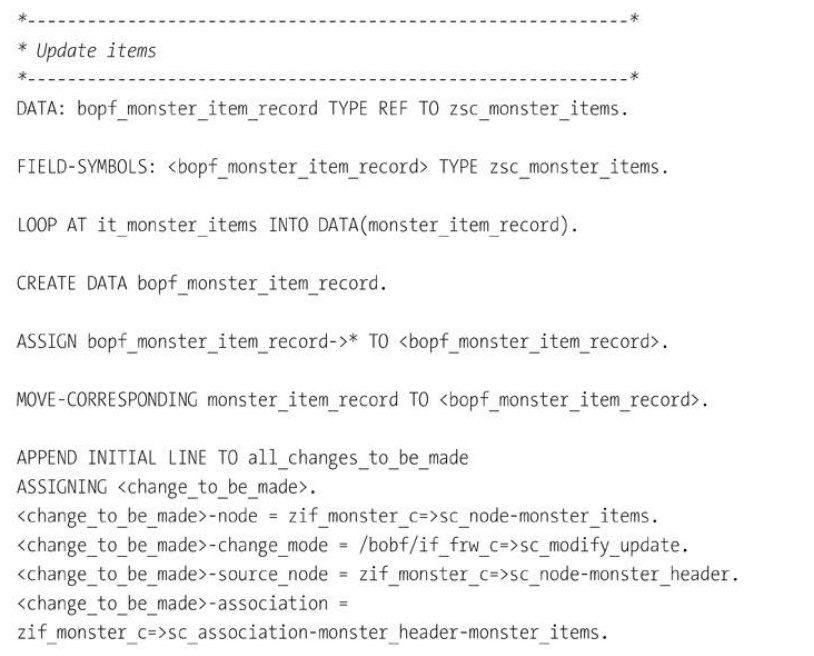 *------------------------------------------------------------*
* Update items
*------------------------------------------------------------*
DATA: bopf_monster_item_record TYPE REF TO zsc_monster_items.
FIELD-SYMBOLS: <bopf_monster_item_record> TYPE zsc_monster_items.
LOOP AT it_monster_items INTO DATA(monster_item_record).
CREATE DATA bopf_monster_item_record.
ASSIGN bopf_monster_item_record->* TO <bopf_monster_item_record>.
MOVE-CORRESPONDING monster_item_record TO <bopf_monster_item_record>.
APPEND INITIAL LINE TO all_changes_to_be_made
ASSIGNING <change_to_be_made>.
<change_to_be_made>-node = zif_monster_c=>sc_node-monster_items.
<change_to_be_made>-change_mode = /bobf/if_frw_c=>sc_modify_update.
<change_to_be_made>-source_node = zif_monster_c=>sc_node-monster_header.
<change_to_be_made>-association =
zif_monster_c=>sc_association-monster_header-monster_items.